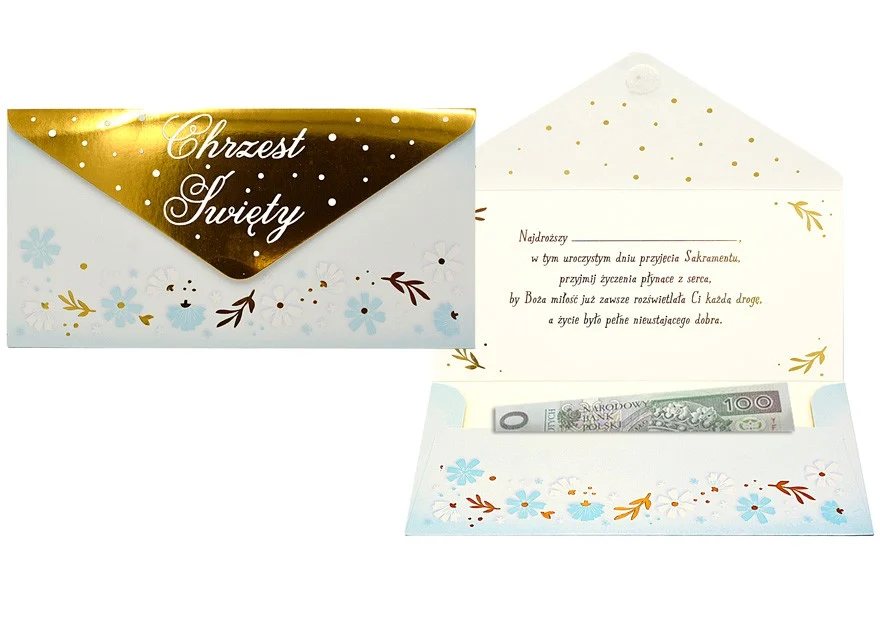 Chrzest
Święty
Najdroższy ,
w tym uroczystym dniu przyjęcia Sakramentu,
przyjmij życzenia płynące z serca,
by Boża miłość już zawsze rozświetlała Ci każdą drogę,
a życie było pełne nieustającego dobra.
NARODOWY
BANK
POLSKI
100